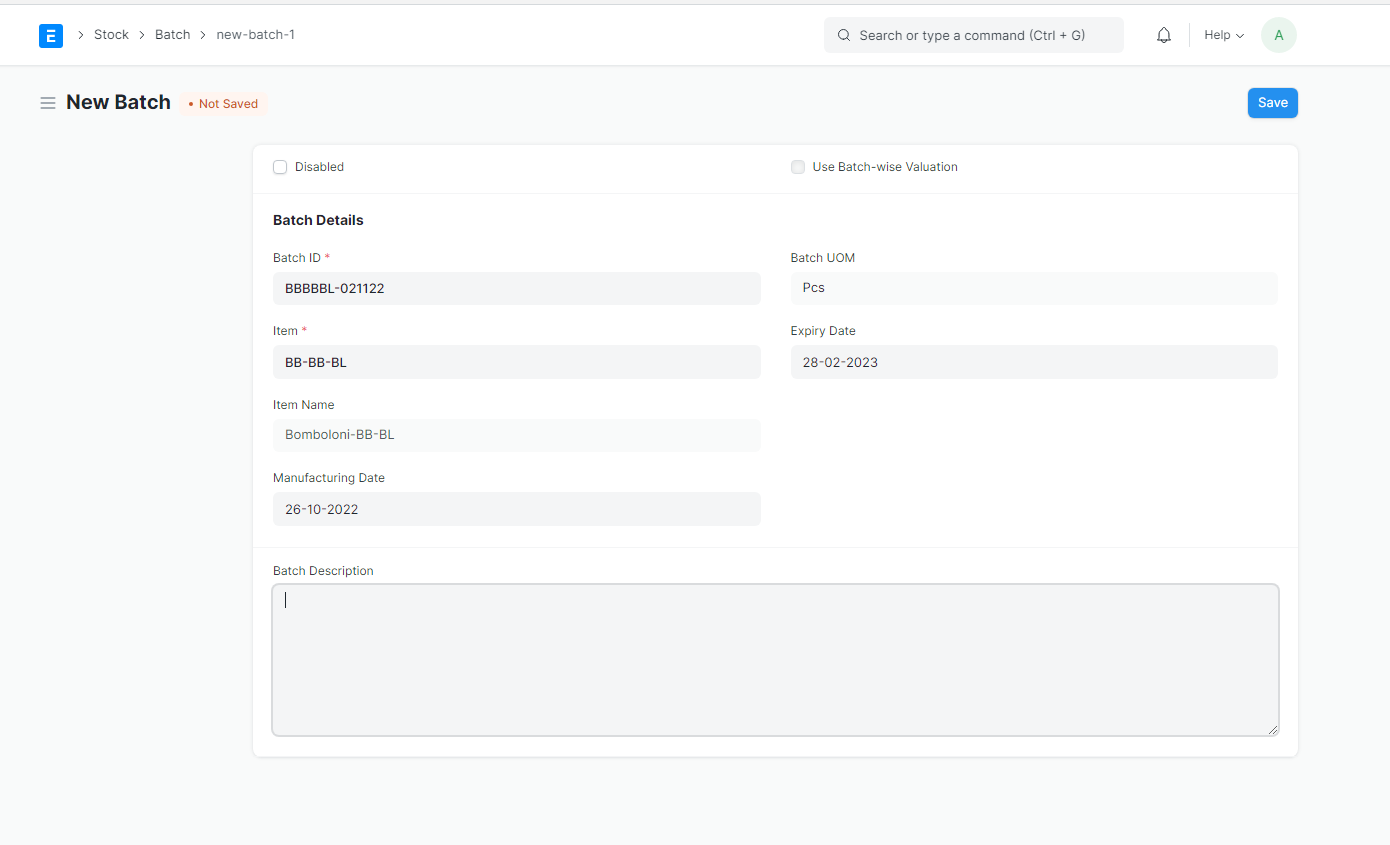 E Stock Batch new-batch-1 Search or type a command (Ctrl + G) Help A
New Batch • Not Saved Save
Disabled Use Batch-wise Valuation
Batch Details
Batch ID * Batch UOM
BBBBBL-021122 Pcs
Item * Expiry Date
BB-BB-BL 28-02-2023
Item Name
Bomboloni-BB-BL
Manufacturing Date
26-10-2022
Batch Description